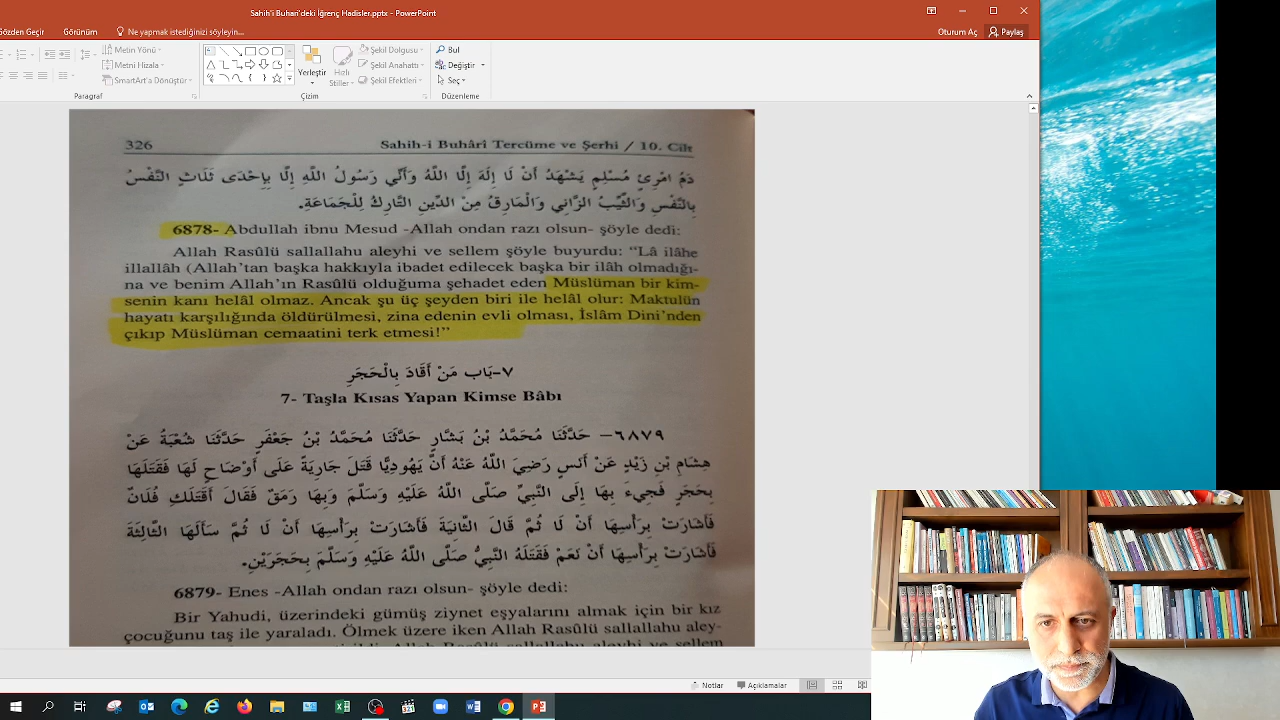 Sahih'i Buhari'deki İğrenç Hadisler.pptx - PowerPoint
Gözden Geçir Görünüm Ne yapmak istediğinizi söyleyin... Oturum Aç Paylaş
Metin Yönü
Metni Hizala
SmartArt'a Dönüştür
Yerleştir
Hızlı Stiller
Şekil Dolgusu
Şekil Anahattı
Şekil Efektleri
Bul
Değiştir
Seç
Paragraf Çizim Düzenleme
326 Sahih-i Buhârî Tercüme ve Şerhi / 10. Cilt
دَمُ امْرِئٍ مُسْلِمٍ يَشْهَدُ أَنْ لَا إِلَهَ إِلَّا اللَّهُ وَأَنِّي رَسُولُ اللَّهِ إِلَّا بِإِحْدَى ثَلَاثٍ النَّفْسُ
بِالنَّفْسِ وَالثَّيِّبُ الزَّانِي وَالْمَارِقُ مِنَ الدِّينِ التَّارِكُ لِلْجَمَاعَةِ.
6878- Abdullah ibnu Mesud -Allah ondan razı olsun- şöyle dedi:
Allah Rasûlü sallallahu aleyhi ve sellem şöyle buyurdu: “Lâ ilâhe
illallâh (Allah’tan başka hakkıyla ibadet edilecek başka bir ilâh olmadığı-
na ve benim Allah’ın Rasûlü olduğuma şehadet eden Müslüman bir kim-
senin kanı helâl olmaz. Ancak şu üç şeyden biri ile helâl olur: Maktulün
hayatı karşılığında öldürülmesi, zina edenin evli olması, İslâm Dini’nden
çıkıp Müslüman cemaatini terk etmesi!”
٧-بَاب مَنْ أَقَادَ بِالْحَجَرِ
7- Taşla Kısas Yapan Kimse Bâbı
٦٨٧٩– حَدَّثَنَا مُحَمَّدُ بْنُ بَشَّارٍ حَدَّثَنَا مُحَمَّدُ بْنُ جَعْفَرٍ حَدَّثَنَا شُعْبَةُ عَنْ
هِشَامِ بْنِ زَيْدٍ عَنْ أَنَسٍ رَضِيَ اللَّهُ عَنْهُ أَنَّ يَهُودِيًّا قَتَلَ جَارِيَةً عَلَى أَوْضَاحٍ لَهَا فَقَتَلَهَا
بِحَجَرٍ فَجِيءَ بِهَا إِلَى النَّبِيِّ صَلَّى اللَّهُ عَلَيْهِ وَسَلَّمَ وَبِهَا رَمَقٌ فَقَالَ أَقَتَلَكِ فُلَانٌ
فَأَشَارَتْ بِرَأْسِهَا أَنْ لَا ثُمَّ قَالَ الثَّانِيَةَ فَأَشَارَتْ بِرَأْسِهَا أَنْ لَا ثُمَّ سَأَلَهَا الثَّالِثَةَ
فَأَشَارَتْ بِرَأْسِهَا أَنْ نَعَمْ فَقَتَلَهُ النَّبِيُّ صَلَّى اللَّهُ عَلَيْهِ وَسَلَّمَ بِحَجَرَيْنِ.
6879- Enes -Allah ondan razı olsun- şöyle dedi:
Bir Yahudi, üzerindeki gümüş ziynet eşyalarını almak için bir kız
çocuğunu taş ile yaraladı. Ölmek üzere iken Allah Rasûlü sallallahu aley-
Allah Rasûlü sallallahu aleyhi ve sellem
Notlar Açıklamalar